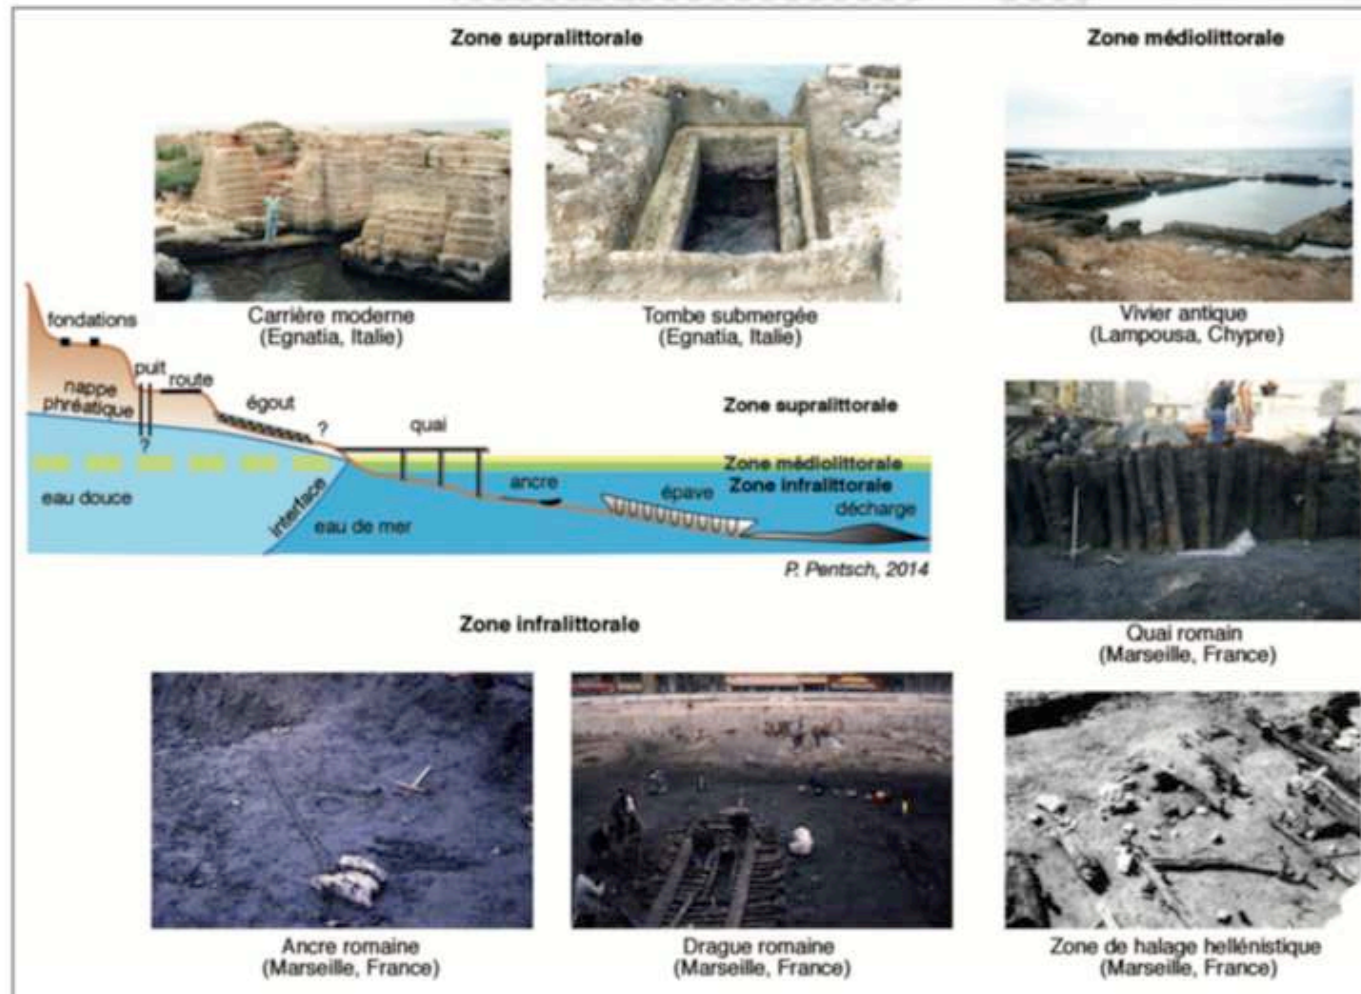 Zone supralittorale
Zone médiolittorale
Carrière moderne
(Egnatia, Italie)
Tombe submergée
(Egnatia, Italie)
Vivier antique
(Lampousa, Chypre)
fondations
puit
route
nappe
phréatique
égout
?
?
quai
Zone supralittorale
Zone médiolittorale
Zone infralittorale
eau douce
interface
eau de mer
ancre
épave
décharge
P. Pentsch, 2014
Quai romain
(Marseille, France)
Zone infralittorale
Ancre romaine
(Marseille, France)
Drague romaine
(Marseille, France)
Zone de halage hellénistique
(Marseille, France)